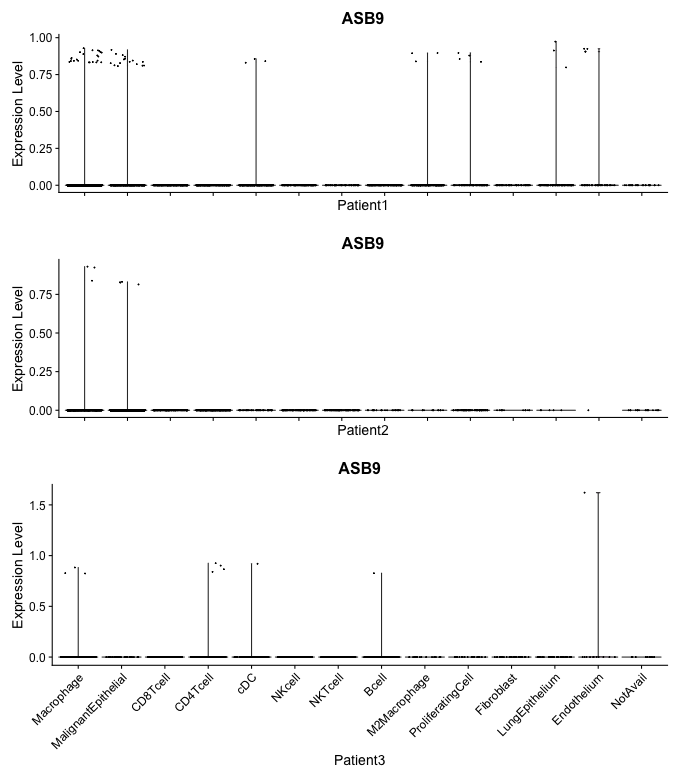 ASB9
Expression Level
1.00
0.75
0.50
0.25
0.00
Patient1
ASB9
Expression Level
0.75
0.50
0.25
0.00
Patient2
ASB9
Expression Level
1.5
1.0
0.5
0.0
Macrophage
MalignantEpithelial
CD8Tcell
CD4Tcell
cDC
NKcell
NKTcell
Bcell
M2Macrophage
ProliferatingCell
Fibroblast
LungEpithelium
Endothelium
NotAvail
Patient3